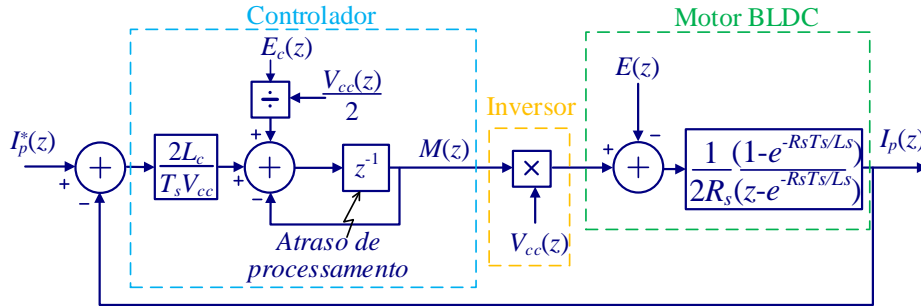 Controlador
Motor BLDC
E_c(z)
V_cc(z)
2
÷
Inversor
E(z)
I_p^*(z)
+
−
+
2L_c
T_sV_cc
+
+
−
z^-1
M(z)
×
+
−
+
1 (1-e^-RsTs/Ls)
2R_s (z-e^-RsTs/Ls)
I_p(z)
+
Atraso de
processamento
V_cc(z)